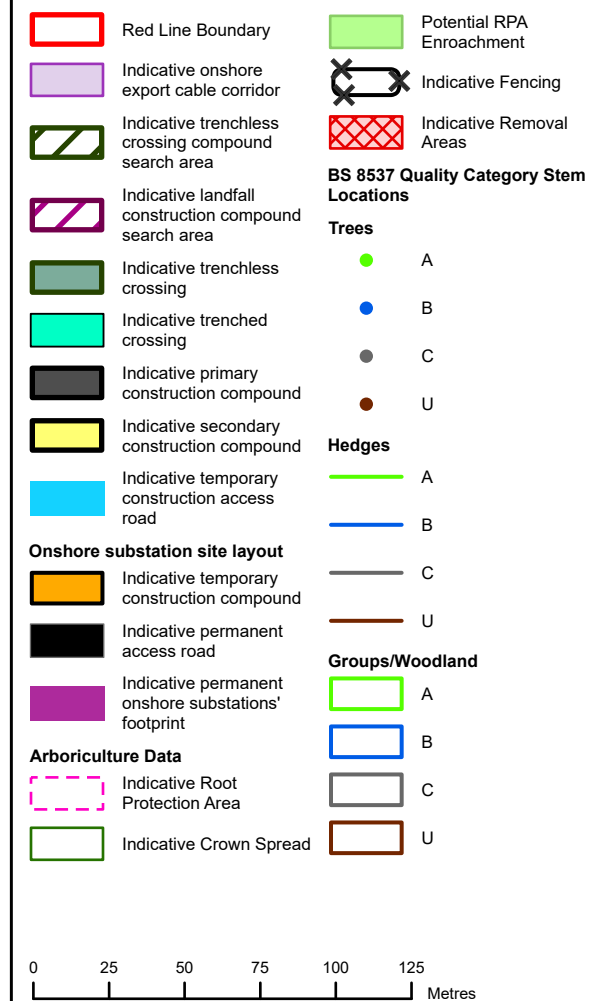 Red Line Boundary
Indicative onshore
export cable corridor
Indicative trenchless
crossing compound
search area
Indicative landfall
construction compound
search area
Indicative trenchless
crossing
Indicative trenched
crossing
Indicative primary
construction compound
Indicative secondary
construction compound
Indicative temporary
construction access
road
Onshore substation site layout
Indicative temporary
construction compound
Indicative permanent
access road
Indicative permanent
onshore substations'
footprint
Arboriculture Data
Indicative Root
Protection Area
Indicative Crown Spread
Potential RPA
Enroachment
Indicative Fencing
Indicative Removal
Areas
BS 8537 Quality Category Stem
Locations
Trees
A
B
C
U
Hedges
A
B
C
U
Groups/Woodland
A
B
C
U
0 25 50 75 100 125
Metres